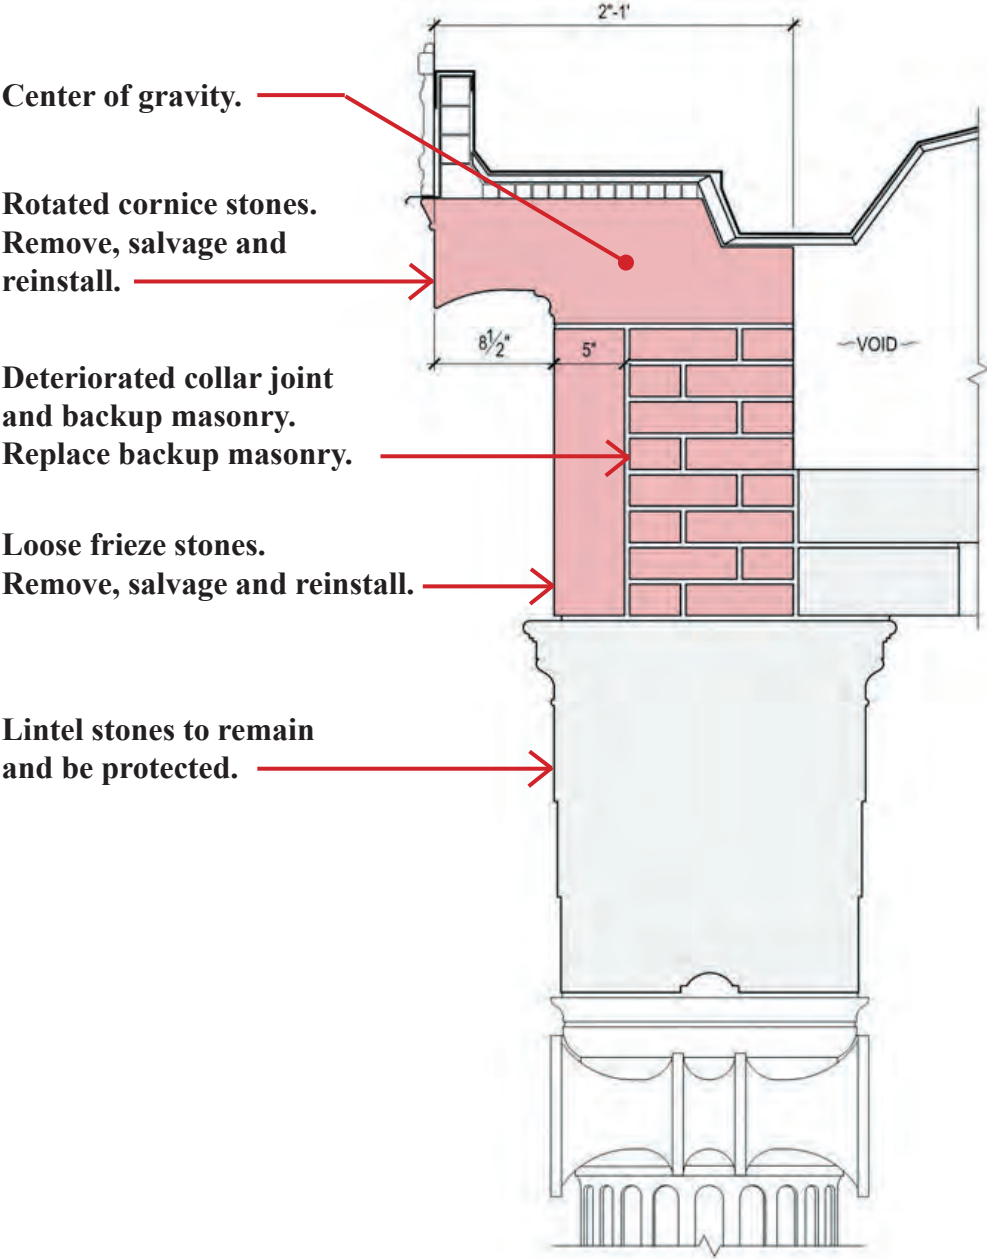 2"-1'
Center of gravity.
Rotated cornice stones.
Remove, salvage and
reinstall.
8½"
5"
VOID
Deteriorated collar joint
and backup masonry.
Replace backup masonry.
Loose frieze stones.
Remove, salvage and reinstall.
Lintel stones to remain
and be protected.